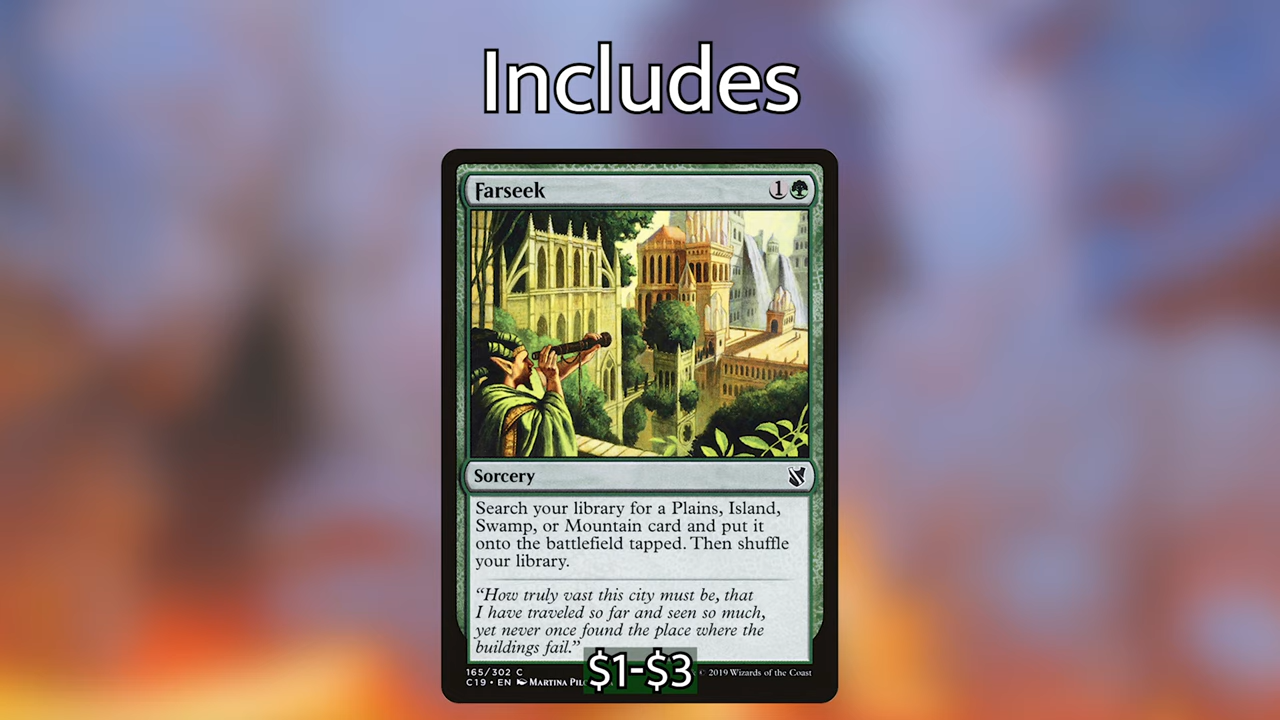 Includes
Farseek 1
Sorcery
Search your library for a Plains, Island,
Swamp, or Mountain card and put it
onto the battlefield tapped. Then shuffle
your library.
“How truly vast this city must be, that
I have traveled so far and seen so much,
yet never once found the place where the
buildings fail.”
$1-$3
165/302 C © 2019 Wizards of the Coast
C19 • EN MARTINA